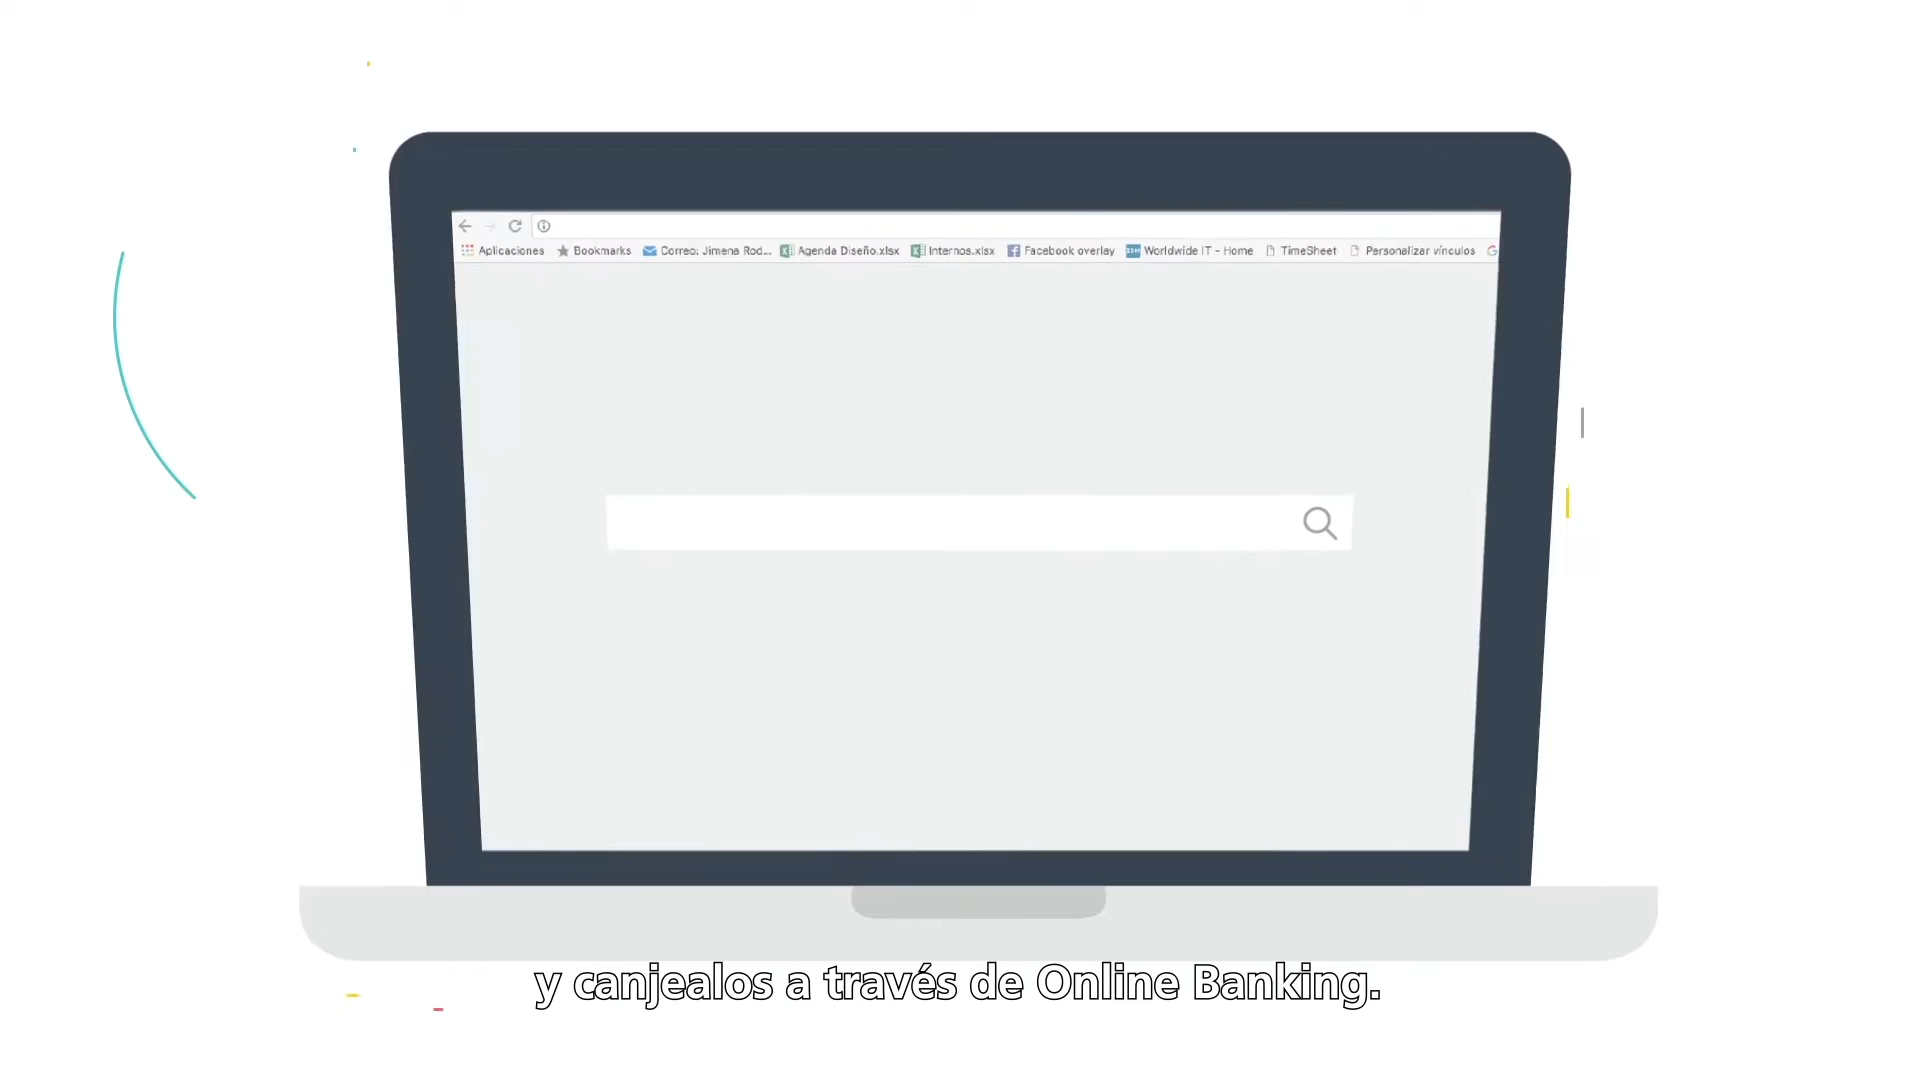 Aplicaciones Bookmarks Correo: Jimena Rod... Agenda Diseño.xlsx Internos.xlsx Facebook overlay Worldwide IT - Home TimeSheet Personalizar vínculos
y canjealos a través de Online Banking.